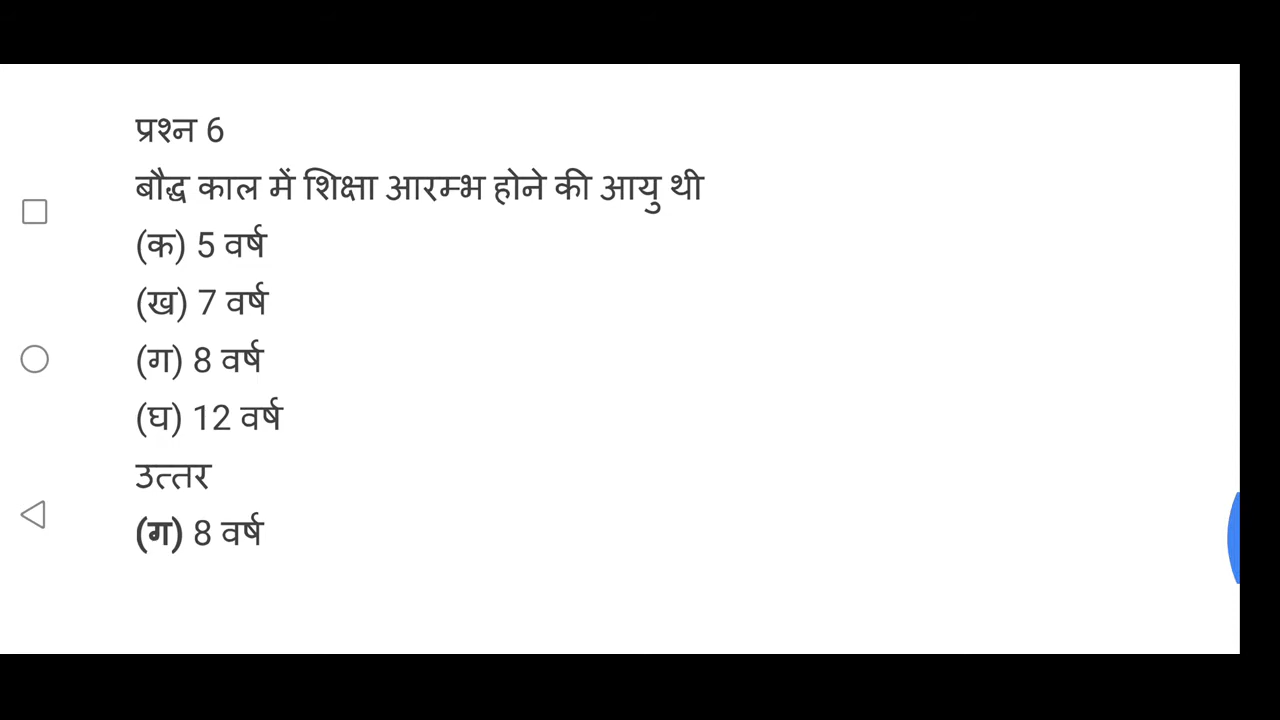 प्रश्न 6
बौद्ध काल में शिक्षा आरम्भ होने की आयु थी
(क) 5 वर्ष
(ख) 7 वर्ष
(ग) 8 वर्ष
(घ) 12 वर्ष
उत्तर
(ग) 8 वर्ष